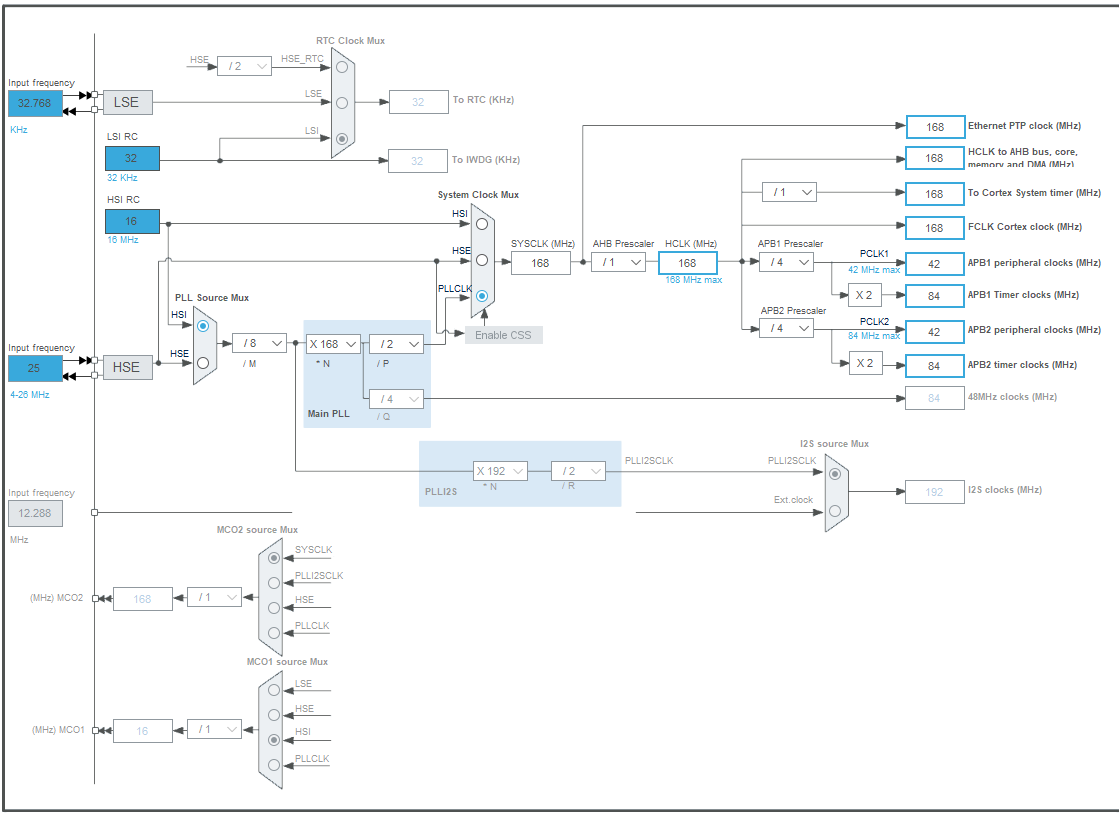 RTC Clock Mux
HSE
/ 2
HSE_RTC
Input frequency
32.768
KHz
LSE
LSE
32
To RTC (KHz)
LSI RC
32
32 KHz
LSI
32
To IWDG (KHz)
HSI RC
16
16 MHz
System Clock Mux
HSI
HSE
PLLCLK
SYSCLK (MHz)
168
AHB Prescaler
/ 1
HCLK (MHz)
168
168 MHz max
168
Ethernet PTP clock (MHz)
168
HCLK to AHB bus, core,
memory and DMA (MHz)
/ 1
168
To Cortex System timer (MHz)
168
FCLK Cortex clock (MHz)
APB1 Prescaler
/ 4
PCLK1
42 MHz max
42
APB1 peripheral clocks (MHz)
X 2
84
APB1 Timer clocks (MHz)
APB2 Prescaler
/ 4
PCLK2
84 MHz max
42
APB2 peripheral clocks (MHz)
X 2
84
APB2 timer clocks (MHz)
84
48MHz clocks (MHz)
PLL Source Mux
HSI
HSE
Input frequency
25
4-26 MHz
HSE
/ 8
/ M
X 168
* N
/ 2
/ P
/ 4
/ Q
Main PLL
Enable CSS
X 192
* N
/ 2
/ R
PLLI2S
PLLI2SCLK
I2S source Mux
PLLI2SCLK
Ext.clock
192
I2S clocks (MHz)
Input frequency
12.288
MHz
MCO2 source Mux
SYSCLK
PLLI2SCLK
HSE
PLLCLK
(MHz) MCO2
168
/ 1
MCO1 source Mux
LSE
HSE
HSI
PLLCLK
(MHz) MCO1
16
/ 1